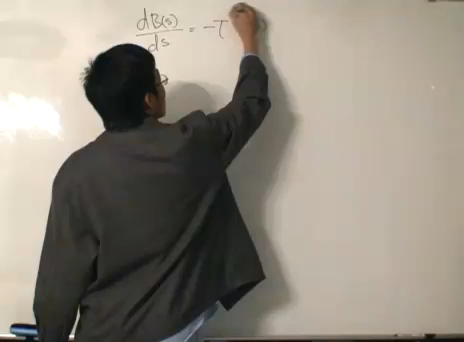 dB(s)/ds = -τ